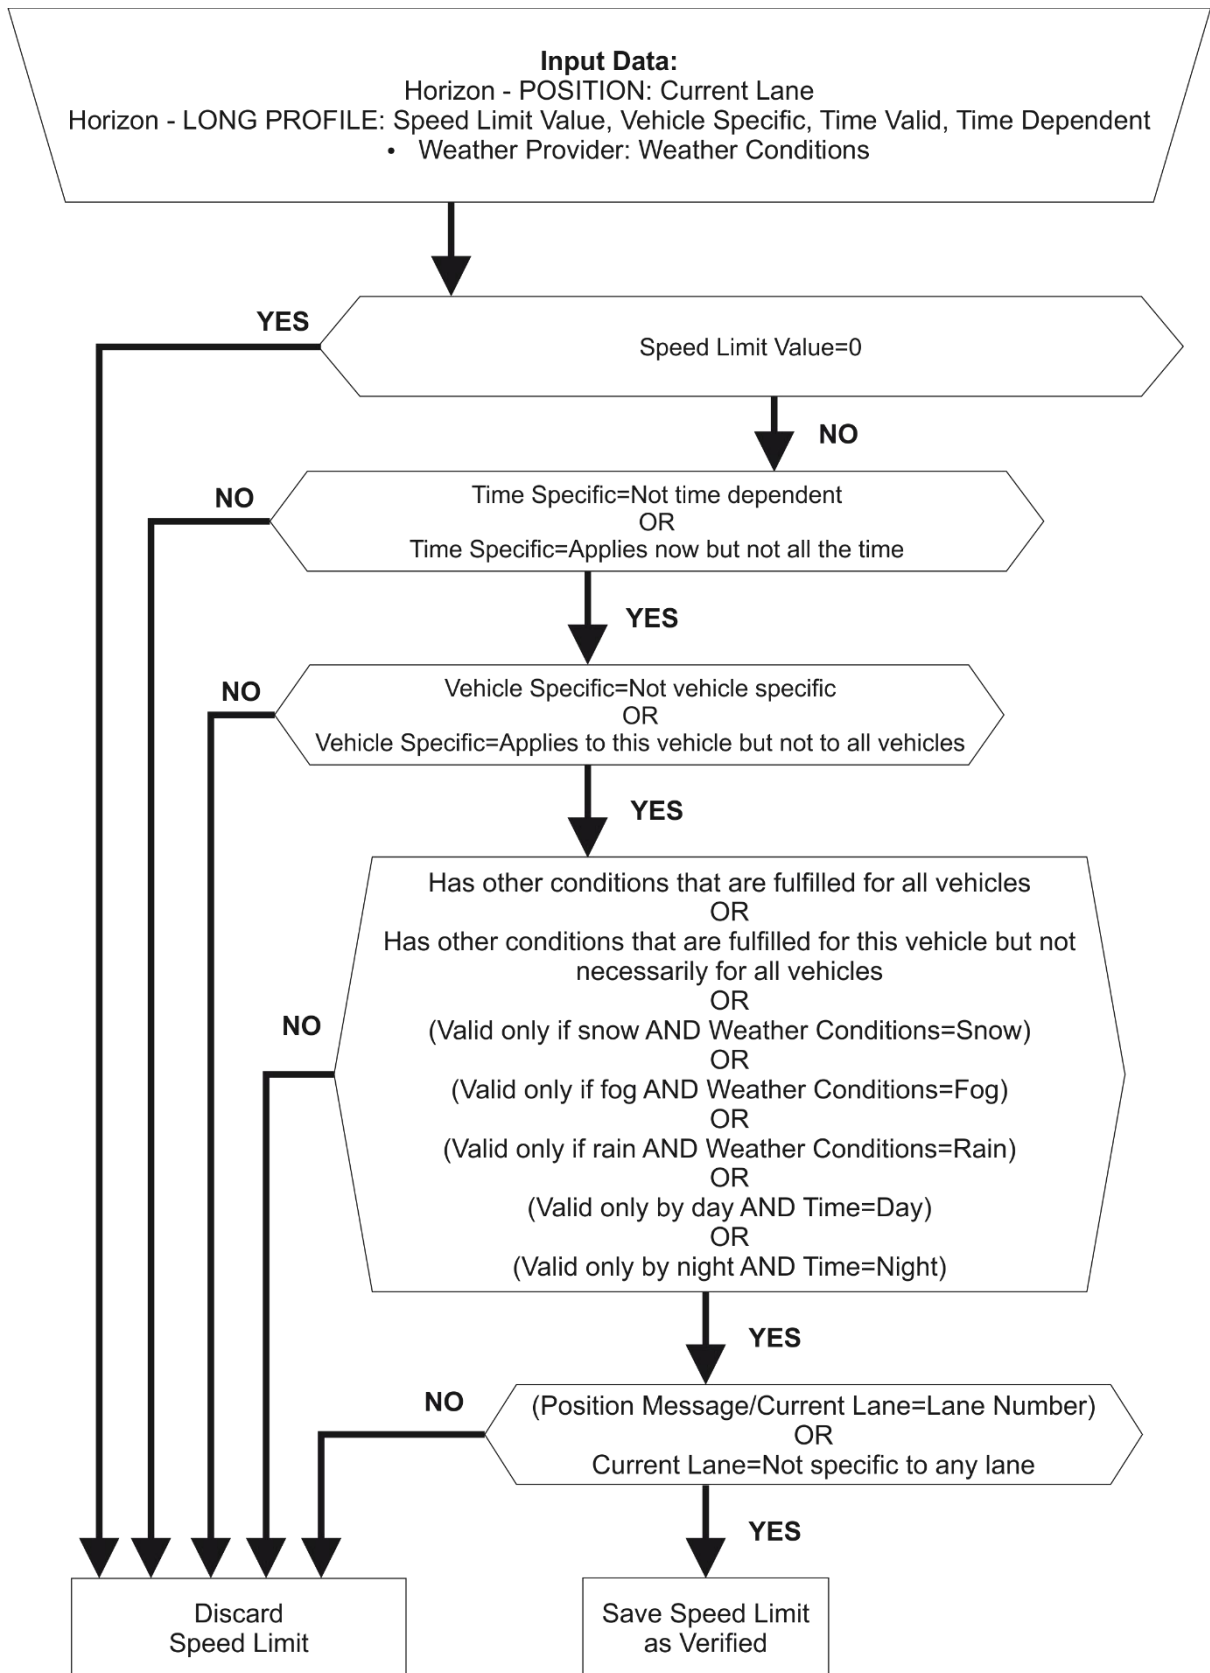 Input Data:
Horizon - POSITION: Current Lane
Horizon - LONG PROFILE: Speed Limit Value, Vehicle Specific, Time Valid, Time Dependent
• Weather Provider: Weather Conditions
YES
Speed Limit Value=0
NO
NO
Time Specific=Not time dependent
OR
Time Specific=Applies now but not all the time
YES
NO
Vehicle Specific=Not vehicle specific
OR
Vehicle Specific=Applies to this vehicle but not to all vehicles
YES
Has other conditions that are fulfilled for all vehicles
OR
Has other conditions that are fulfilled for this vehicle but not
necessarily for all vehicles
OR
NO
(Valid only if snow AND Weather Conditions=Snow)
OR
(Valid only if fog AND Weather Conditions=Fog)
OR
(Valid only if rain AND Weather Conditions=Rain)
OR
(Valid only by day AND Time=Day)
OR
(Valid only by night AND Time=Night)
YES
NO
(Position Message/Current Lane=Lane Number)
OR
Current Lane=Not specific to any lane
YES
Discard
Speed Limit
Save Speed Limit
as Verified